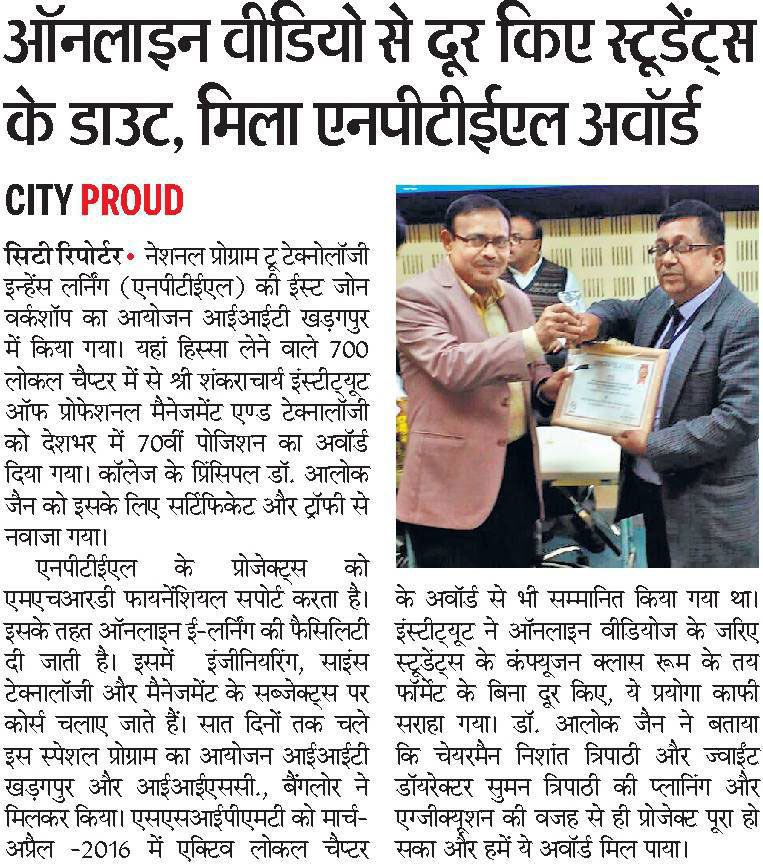 ऑनलाइन वीडियो से दूर किए स्टूडेंट्स
के डाउट, मिला एनपीटीईएल अवॉर्ड
CITY PROUD
सिटी रिपोर्टर• नेशनल प्रोग्राम टू टेक्नोलॉजी
इन्हेंस लर्निंग (एनपीटीईएल) की ईस्ट जोन
वर्कशॉप का आयोजन आईआईटी खड़गपुर
में किया गया। यहां हिस्सा लेने वाले 700
लोकल चैप्टर में से श्री शंकराचार्य इंस्टीट्यूट
ऑफ प्रोफेशनल मैनेजमेंट एण्ड टेक्नालॉजी
को देशभर में 70वीं पोजिशन का अवॉर्ड
दिया गया। कॉलेज के प्रिंसिपल डॉ. आलोक
जैन को इसके लिए सर्टिफिकेट और ट्रॉफी से
नवाजा गया।
एनपीटीईएल के प्रोजेक्ट्स को
एमएचआरडी फायनेंशियल सपोर्ट करता है।
इसके तहत ऑनलाइन ई-लर्निंग की फैसिलिटी
दी जाती है। इसमें इंजीनियरिंग, साइंस
टेक्नालॉजी और मैनेजमेंट के सब्जेक्ट्स पर
कोर्स चलाए जाते हैं। सात दिनों तक चले
इस स्पेशल प्रोग्राम का आयोजन आईआईटी
खड़गपुर और आईआईएससी., बैंगलोर ने
मिलकर किया। एसएसआईपीएमटी को मार्च-
अप्रैल -2016 में एक्टिव लोकल चैप्टर
के अवॉर्ड से भी सम्मानित किया गया था।
इंस्टीट्यूट ने ऑनलाइन वीडियोज के जरिए
स्टूडेंट्स के कंफ्यूजन क्लास रूम के तय
फॉर्मेट के बिना दूर किए, ये प्रयोगा काफी
सराहा गया। डॉ. आलोक जैन ने बताया
कि चेयरमैन निशांत त्रिपाठी और ज्वाईंट
डॉयरेक्टर सुमन त्रिपाठी की प्लानिंग और
एग्जीक्यूशन की वजह से ही प्रोजेक्ट पूरा हो
सका और हमें ये अवॉर्ड मिल पाया।